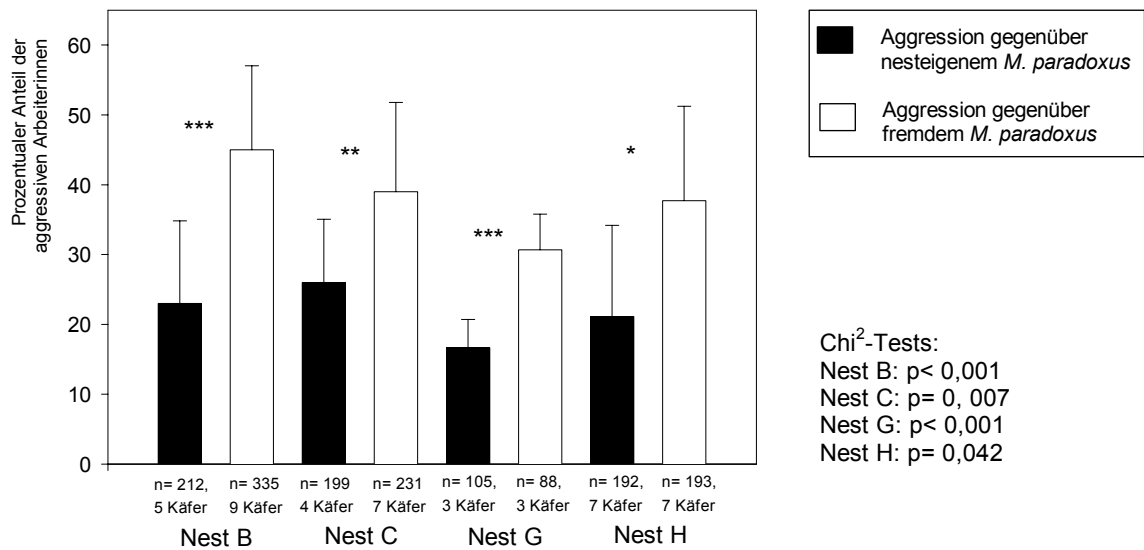 Prozentualer Anteil der
aggressiven Arbeiterinnen
60
50
40
30
20
10
0
***
**
***
*
n= 212,
5 Käfer
n= 335
9 Käfer
n= 199
4 Käfer
n= 231
7 Käfer
n= 105,
3 Käfer
n= 88,
3 Käfer
n= 192,
7 Käfer
n= 193,
7 Käfer
Nest B
Nest C
Nest G
Nest H
Aggression gegenüber
nesteigenem M. paradoxus
Aggression gegenüber
fremdem M. paradoxus
Chi²-Tests:
Nest B: p< 0,001
Nest C: p= 0, 007
Nest G: p< 0,001
Nest H: p= 0,042